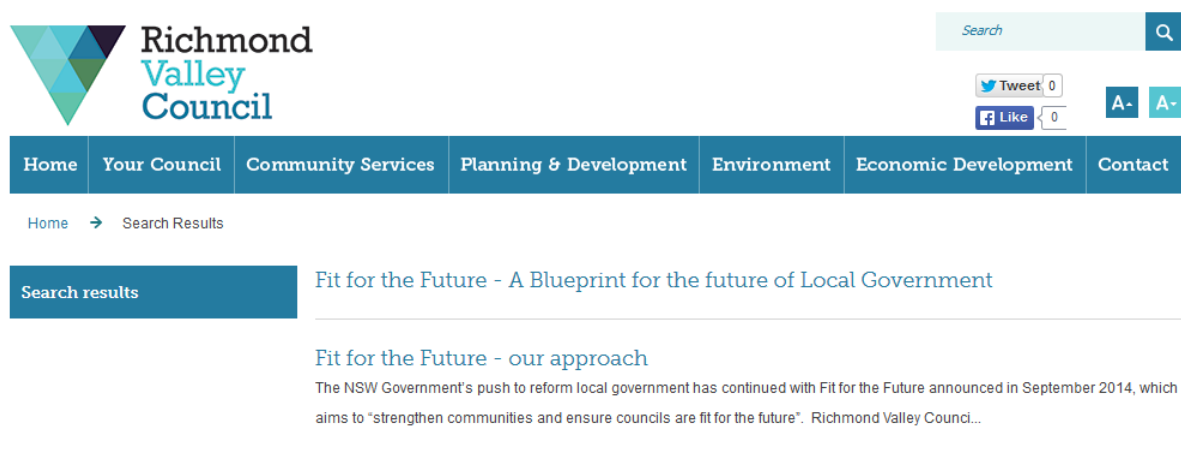 Richmond
Valley
Council
Search
Tweet 0
Like 0
A A
Home Your Council Community Services Planning & Development Environment Economic Development Contact
Home → Search Results
Search results
Fit for the Future - A Blueprint for the future of Local Government
Fit for the Future - our approach
The NSW Government's push to reform local government has continued with Fit for the Future announced in September 2014, which
aims to “strengthen communities and ensure councils are fit for the future”. Richmond Valley Counci...